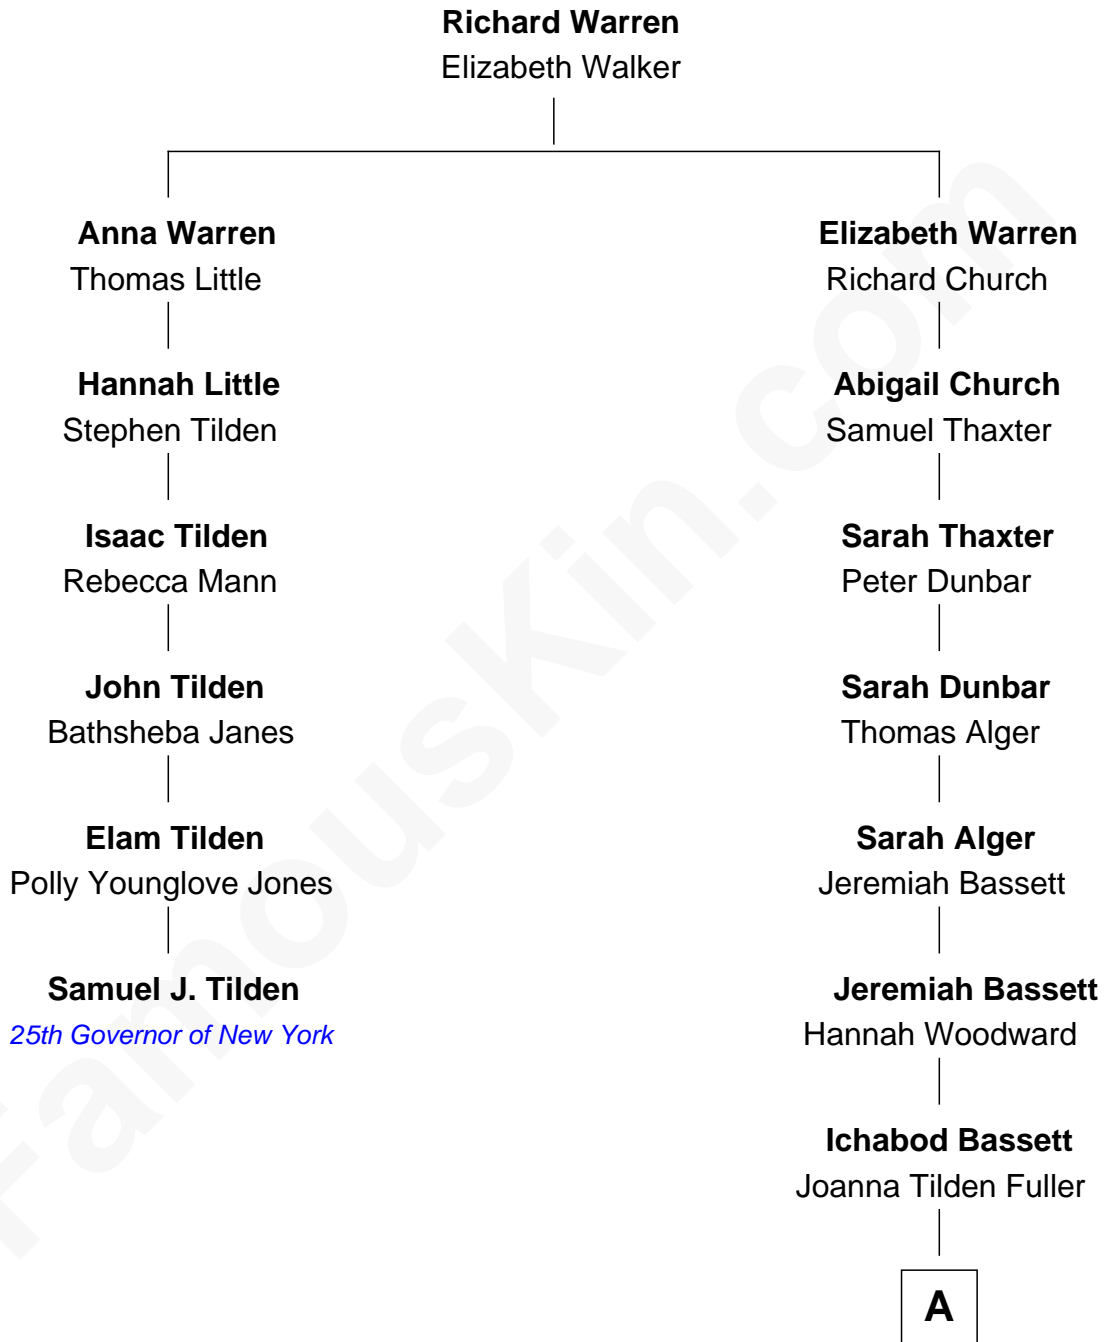 Richard Warren
Elizabeth Walker
Anna Warren
Thomas Little
Hannah Little
Stephen Tilden
Isaac Tilden
Rebecca Mann
John Tilden
Bathsheba Janes
Elam Tilden
Polly Younglove Jones
Samuel J. Tilden
25th Governor of New York
Elizabeth Warren
Richard Church
Abigail Church
Samuel Thaxter
Sarah Thaxter
Peter Dunbar
Sarah Dunbar
Thomas Alger
Sarah Alger
Jeremiah Bassett
Jeremiah Bassett
Hannah Woodward
Ichabod Bassett
Joanna Tilden Fuller
A
FamousKin.com